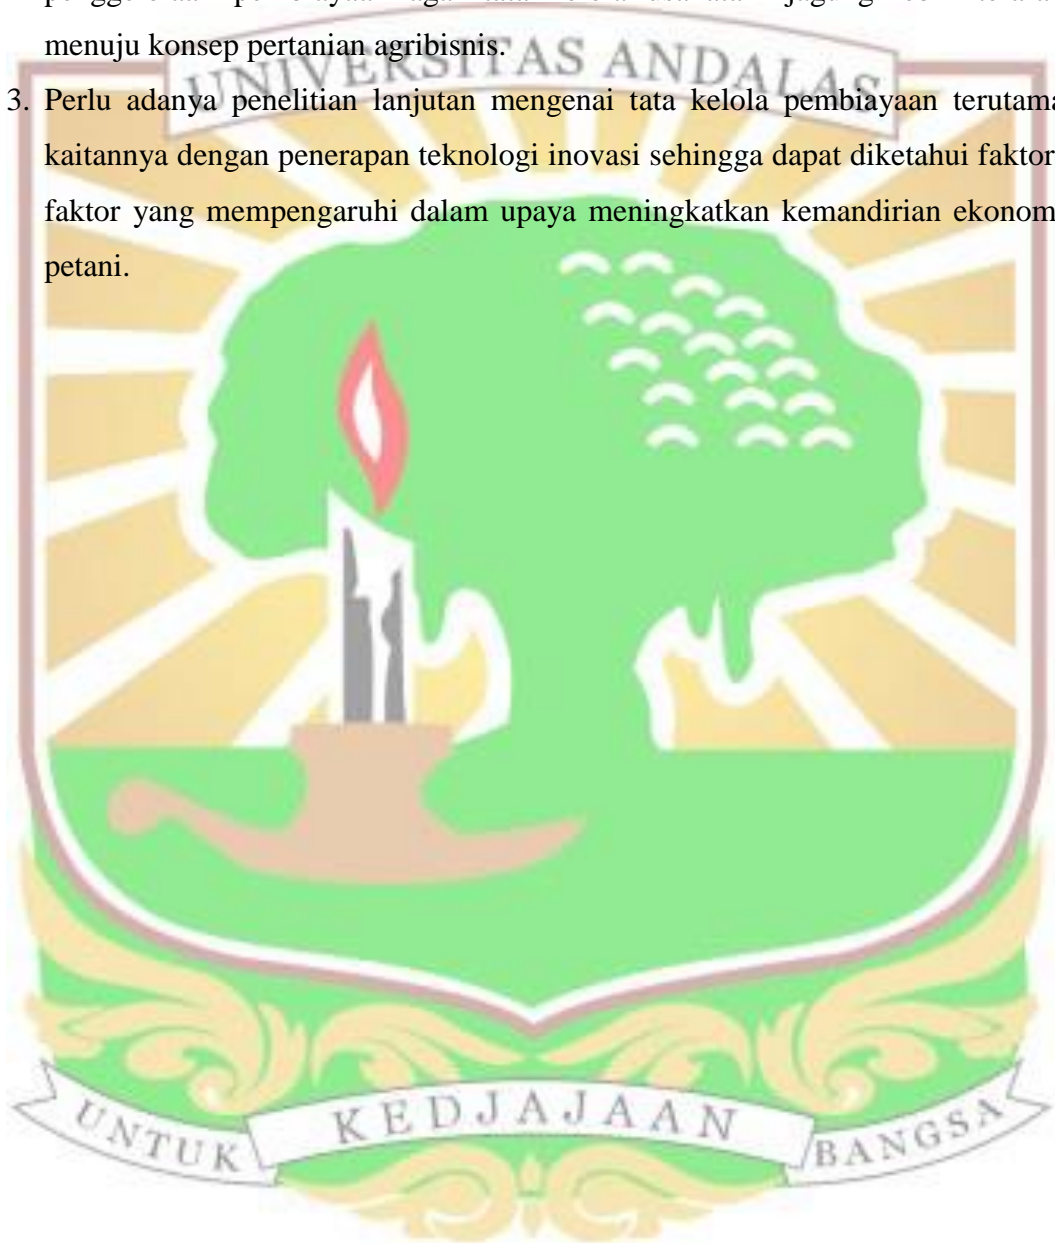 menuju konsep pertanian agribisnis.
UNIVERSITAS ANDALAS
3. Perlu adanya penelitian lanjutan mengenai tata kelola pembiayaan terutama
kaitannya dengan penerapan teknologi inovasi sehingga dapat diketahui faktor
faktor yang mempengaruhi dalam upaya meningkatkan kemandirian ekonom
petani.
UNTUK KEDJAJAAN BANGSA